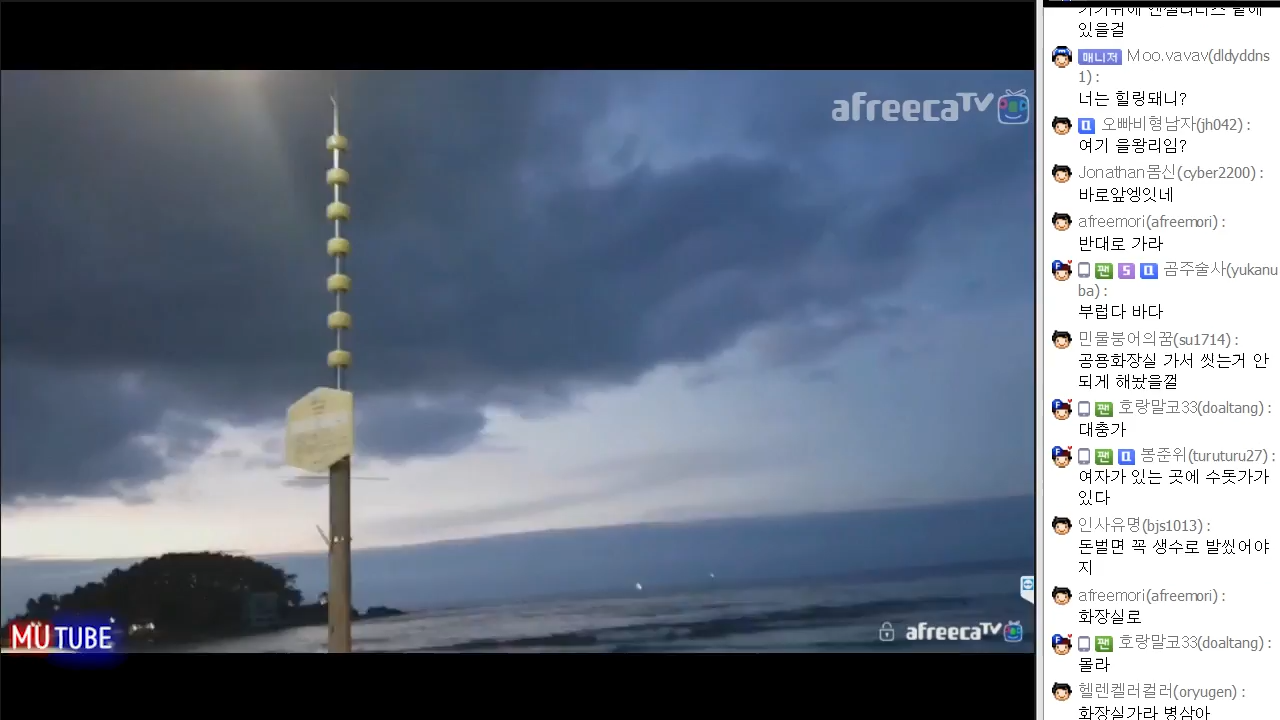 afreecaTV
MUTUBE
afreecaTV
있을걸
매니저 Moo.vavav(dldyddns
1) :
너는 힐링돼니?
오빠비형남자(jh042) :
여기 을왕리임?
Jonathan몸신(cyber2200) :
바로앞엥잇네
afreemori(afreemori) :
반대로 가라
팬 S 곰주술사(yukanu
ba) :
부럽다 바다
민물붕어의꿈(su1714) :
공용화장실 가서 씻는거 안
되게 해놨을껄
팬 호랑말코33(doaltang) :
대충가
팬 봉준위(turuturu27) :
여자가 있는 곳에 수돗가가
있다
인사유명(bjs1013) :
돈벌면 꼭 생수로 발씼어야
지
afreemori(afreemori) :
화장실로
팬 호랑말코33(doaltang) :
몰라
헬렌켈러컬러(oryugen) :
화장실가라 병삼아